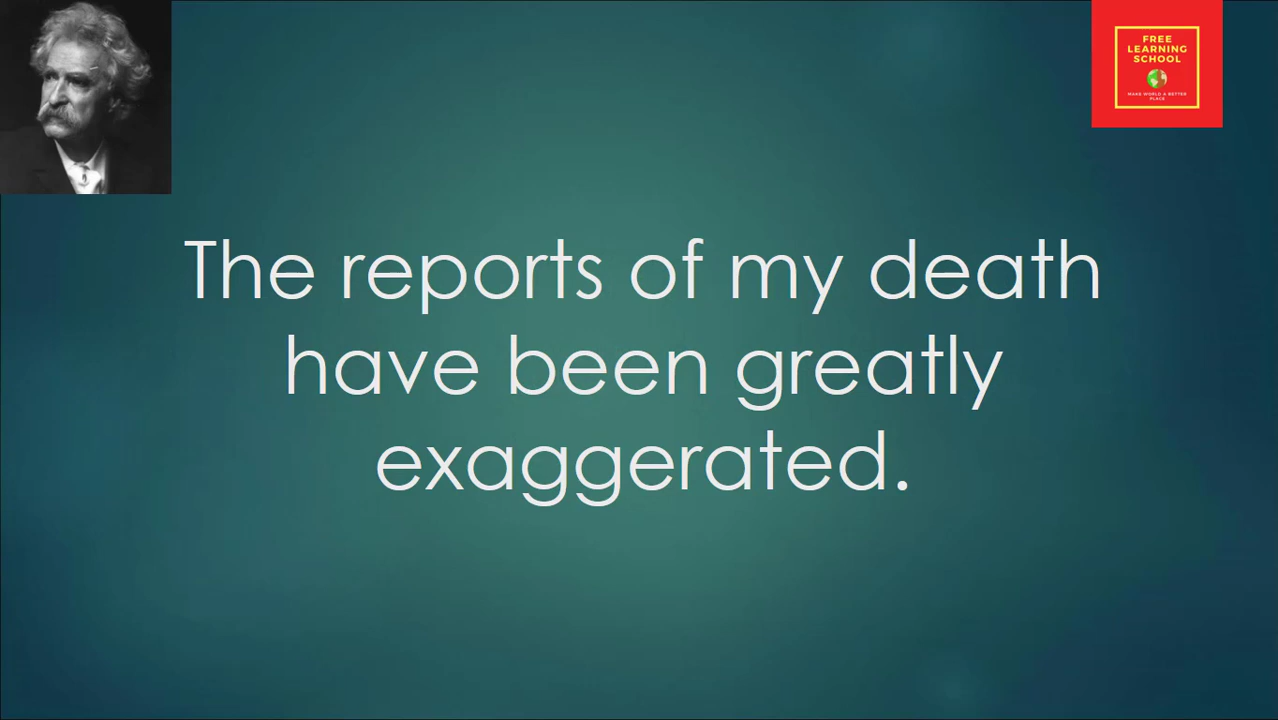 FREE
LEARNING
SCHOOL
MAKE WORLD A BETTER
PLACE
The reports of my death
have been greatly
exaggerated.